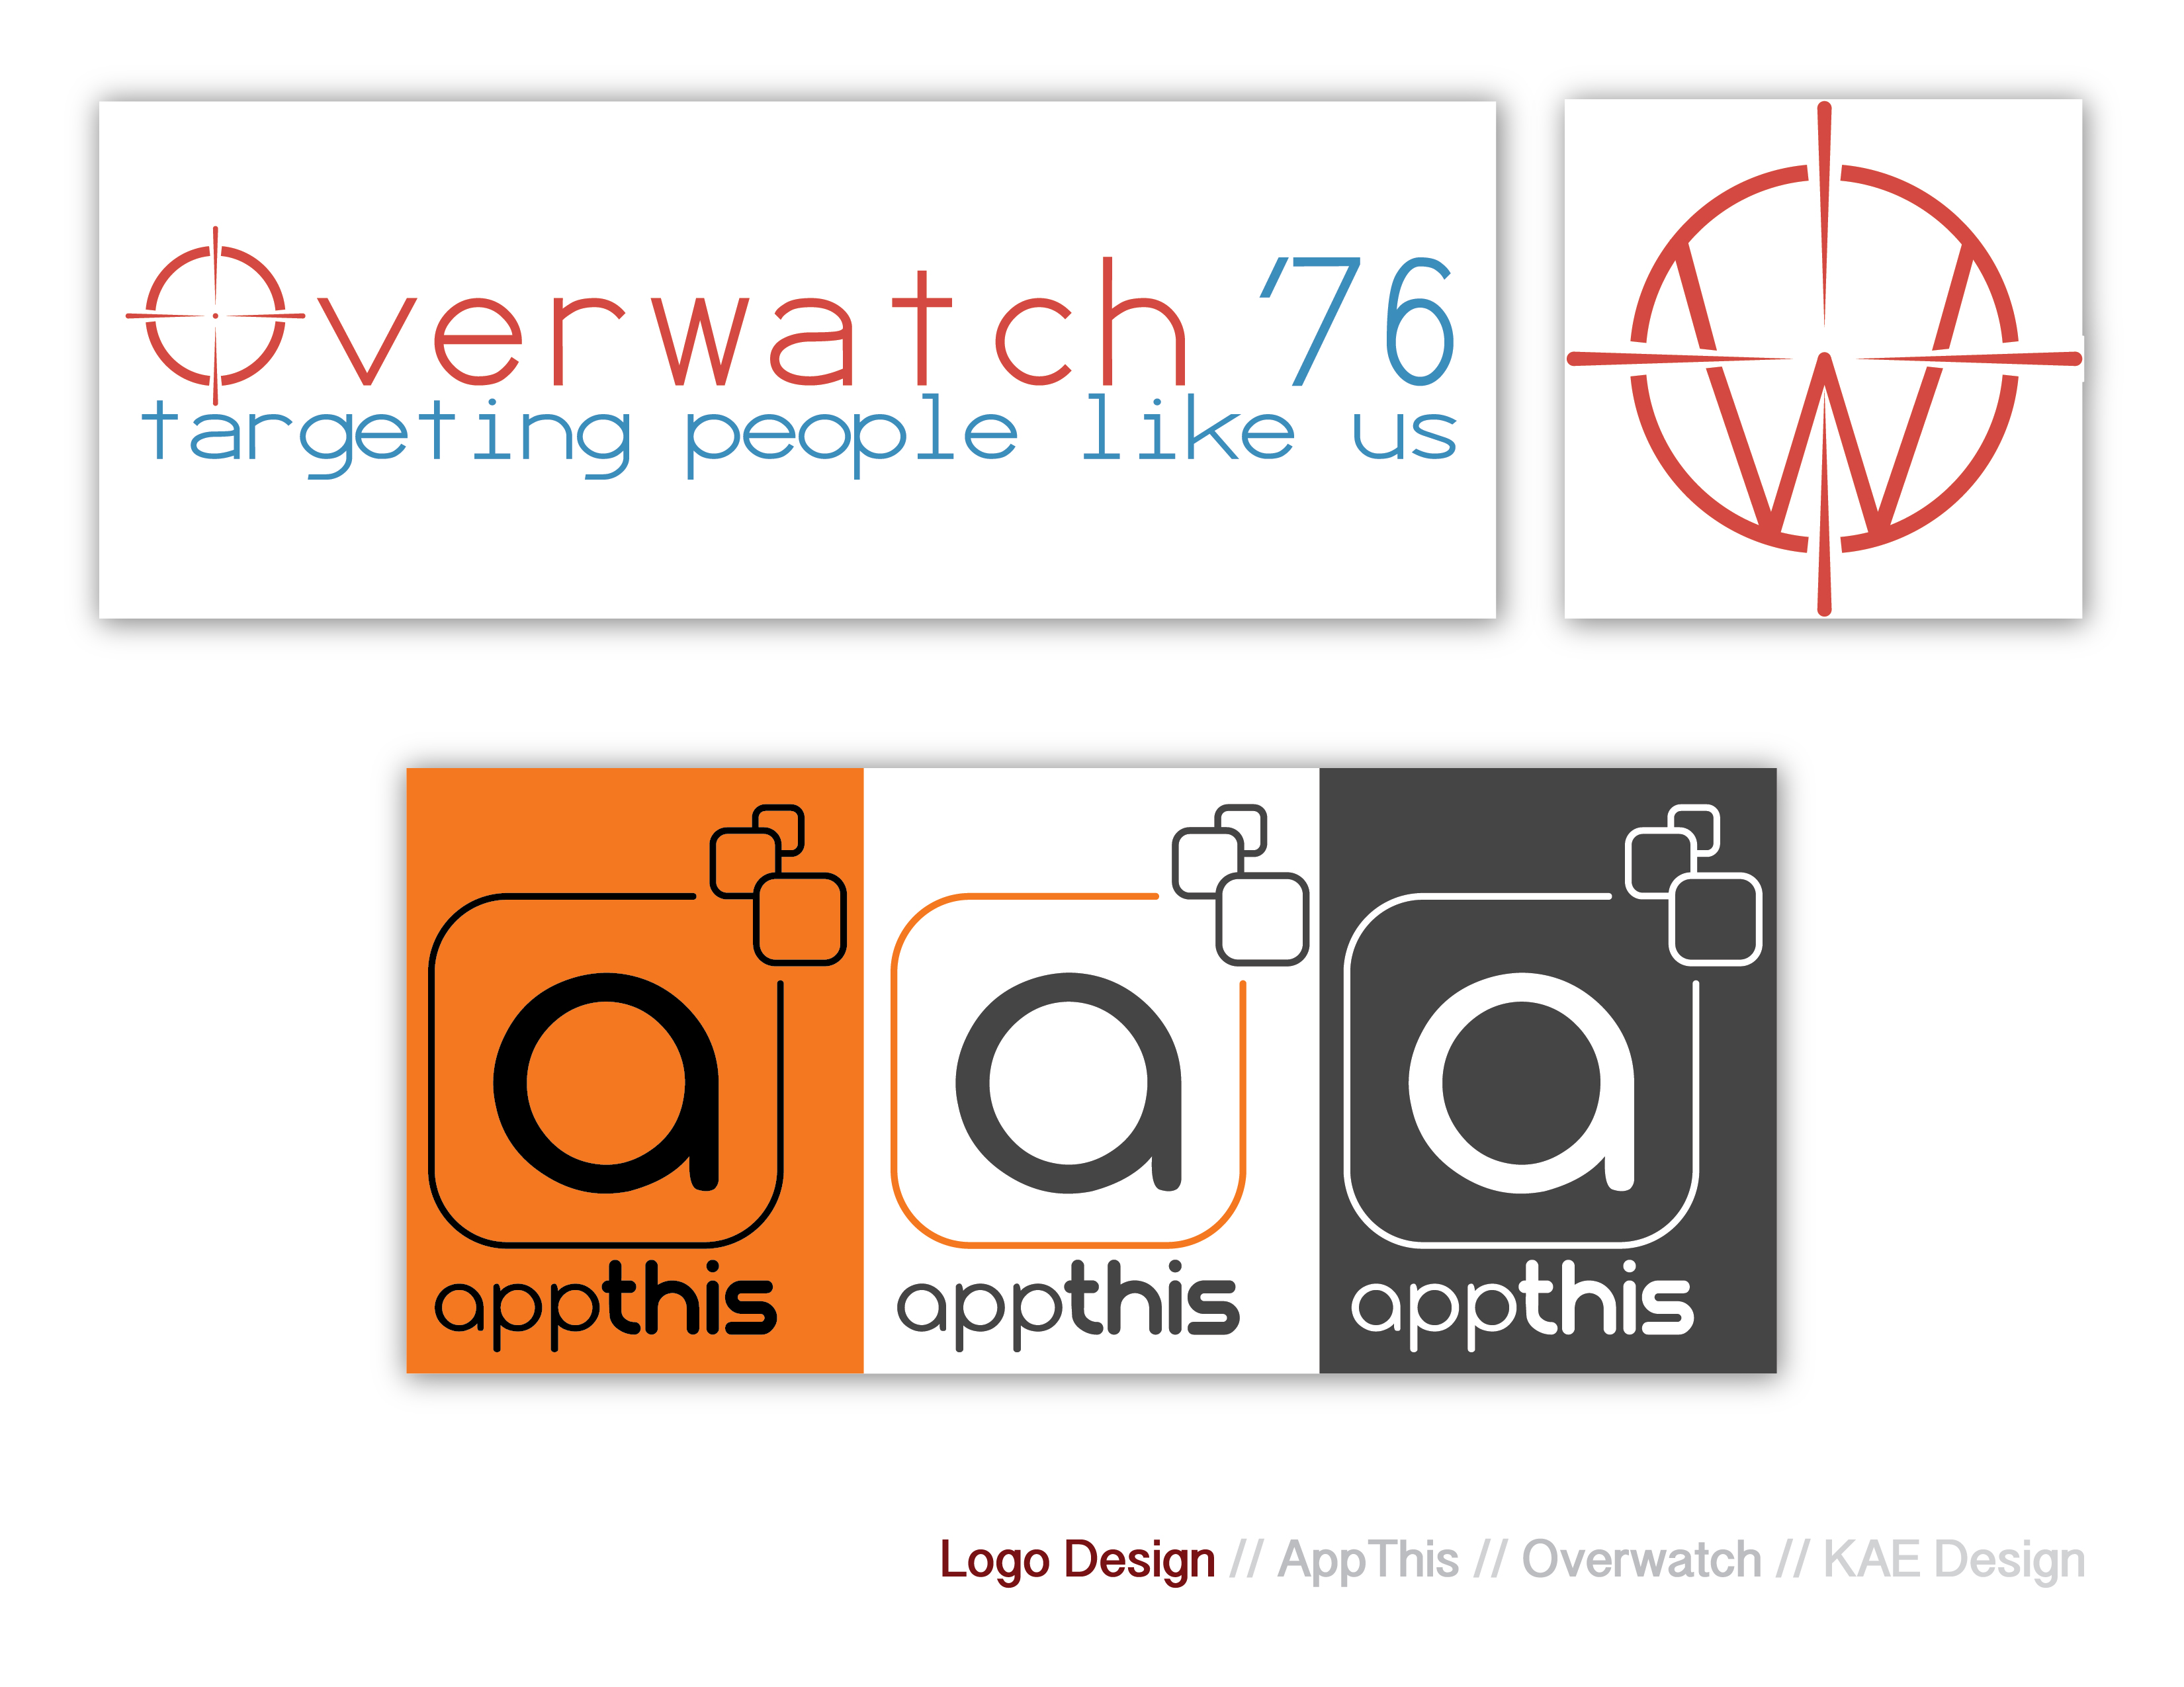 Overwatch '76
targeting people like us
W
a a a
appthis appthis appthis
Logo Design // AppThis // Overwatch // KAE Design